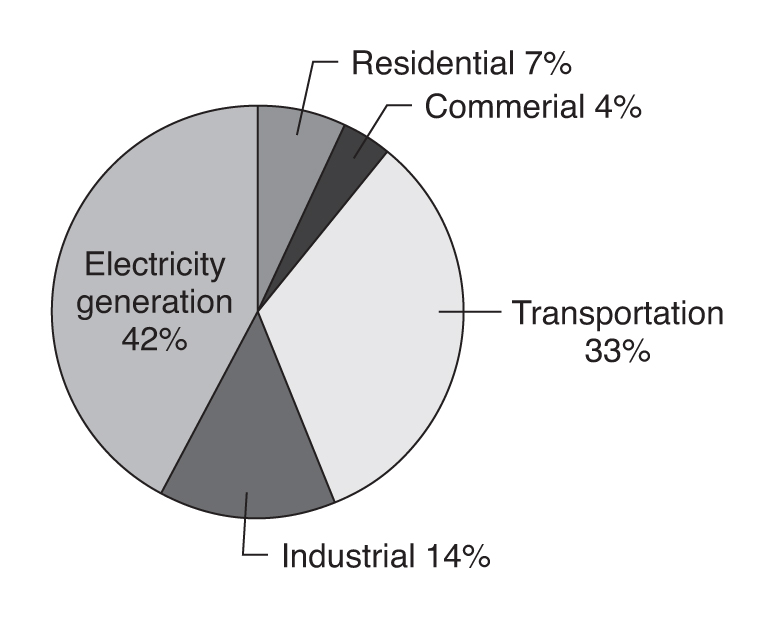 Residential 7%
Commerial 4%
Electricity
generation
42%
Transportation
33%
Industrial 14%